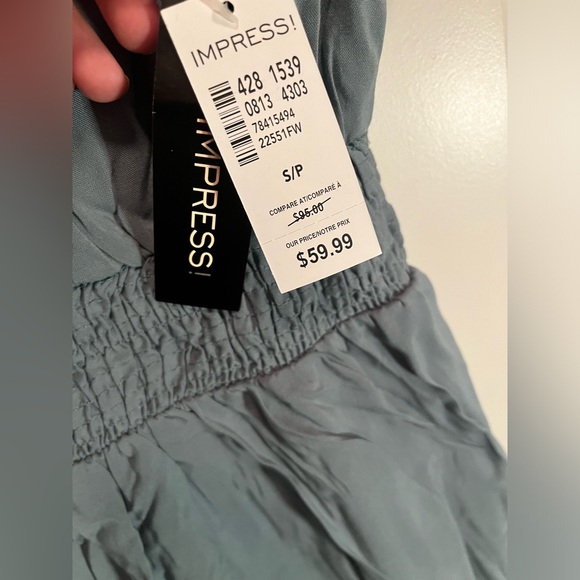 IMPRESS!
428 1539
0813 4303
78415494
22551FW
S/P
COMPARE AT/COMPARE À
$95.00
OUR PRICE/NOTRE PRIX
$59.99
IMPRESS